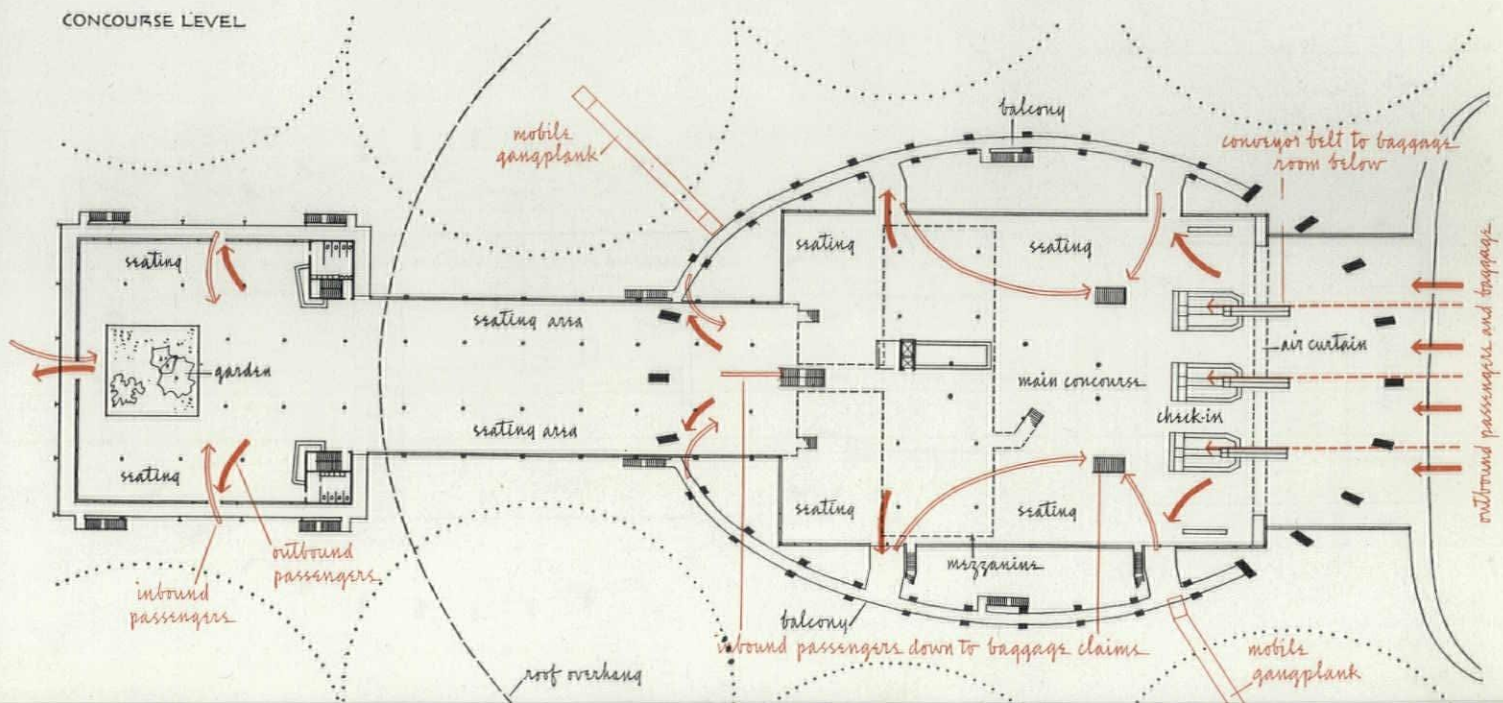 CONCOURSE LEVEL
mobile
gangplank
balcony
conveyor belt to baggage
room below
seating
seating
seating
seating area
garden
air curtain
main concourse
check-in
seating area
seating
seating
seating
outbound passengers and baggage
outbound
passengers
inbound
passengers
mezzanine
balcony
inbound passengers down to baggage claims
mobile
gangplank
roof overhang